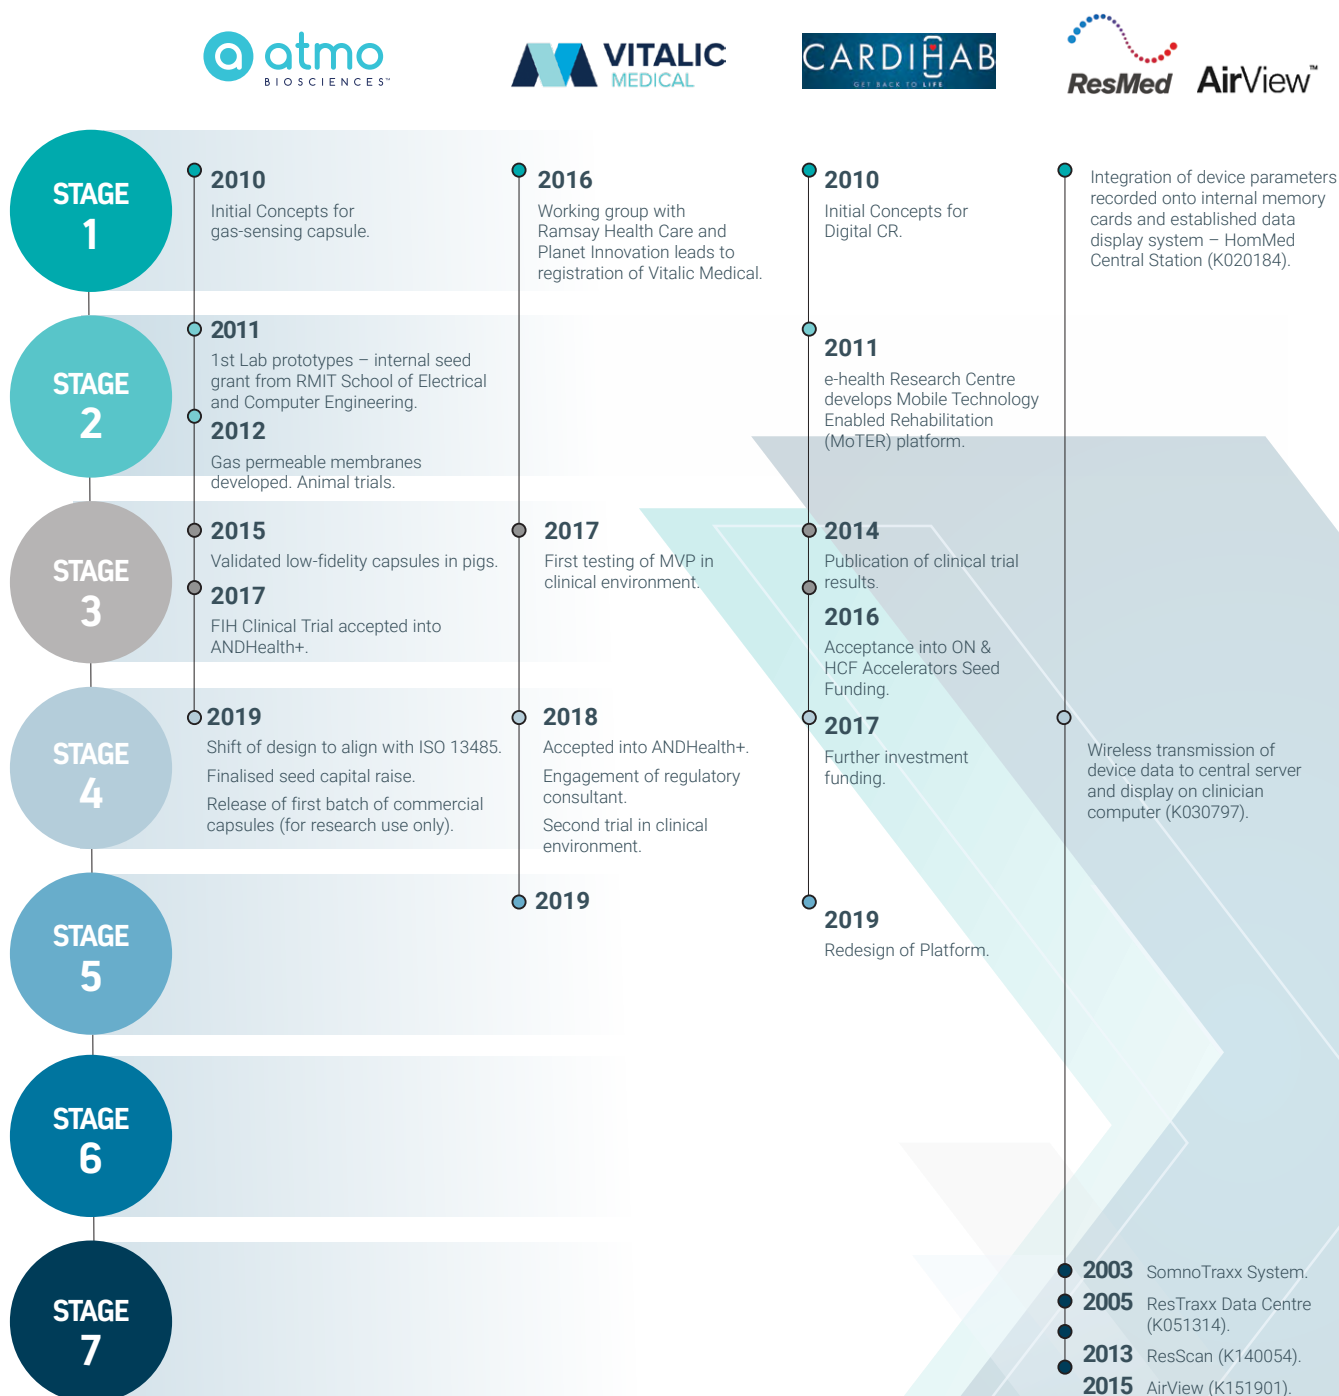 atmo
BIOSCIENCES™
VITALIC
MEDICAL
CARDIHAB
GET BACK TO LIFE
ResMed
AirView™
STAGE
1
2010
Initial Concepts for
gas-sensing capsule.
2016
Working group with
Ramsay Health Care and
Planet Innovation leads to
registration of Vitalic Medical.
2010
Initial Concepts for
Digital CR.
Integration of device parameters
recorded onto internal memory
cards and established data
display system – HomMed
Central Station (K020184).
STAGE
2
2011
1st Lab prototypes – internal seed
grant from RMIT School of Electrical
and Computer Engineering.
2012
Gas permeable membranes
developed. Animal trials.
2011
e-health Research Centre
develops Mobile Technology
Enabled Rehabilitation
(MoTER) platform.
STAGE
3
2015
Validated low-fidelity capsules in pigs.
2017
FIH Clinical Trial accepted into
ANDHealth+.
2017
First testing of MVP in
clinical environment.
2014
Publication of clinical trial
results.
2016
Acceptance into ON &
HCF Accelerators Seed
Funding.
STAGE
4
2019
Shift of design to align with ISO 13485.
Finalised seed capital raise.
Release of first batch of commercial
capsules (for research use only).
2018
Accepted into ANDHealth+.
Engagement of regulatory
consultant.
Second trial in clinical
environment.
2017
Further investment
funding.
Wireless transmission of
device data to central server
and display on clinician
computer (K030797).
STAGE
5
2019
2019
Redesign of Platform.
STAGE
6
STAGE
7
2003 SomnoTraxx System.
2005 ResTraxx Data Centre
(K051314).
2013 ResScan (K140054).
2015 AirView (K151901).